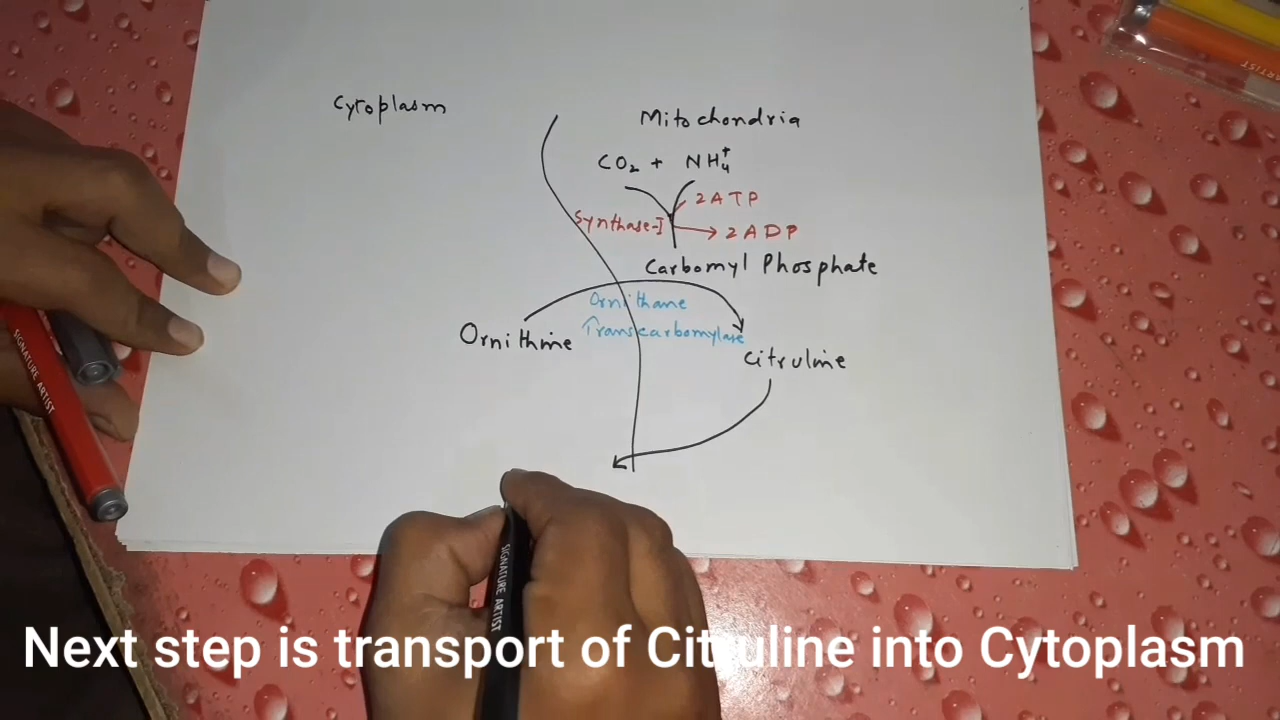 Cytoplasm
Mitochondria
CO₂ + NH₄⁺
2ATP
Synthase-I
2ADP
Carbomyl Phosphate
Ornithane
Transcarbomylase
Ornithine
Citruline
SIGNATURE ARTIST
SIGNATURE ARTIST
ARTIST
Next step is transport of Citruline into Cytoplasm